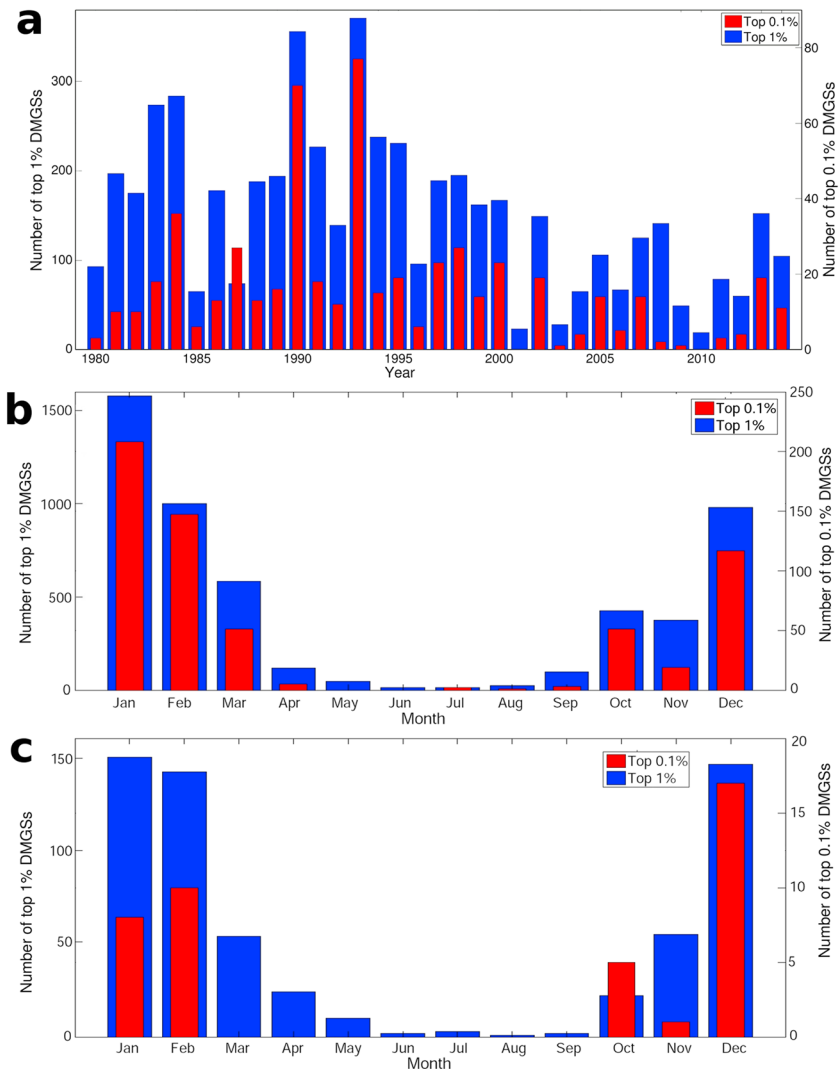 a
Top 0.1%
Top 1%
Number of top 1% DMGSs
300
200
100
0
80
60
40
20
0
Number of top 0.1% DMGSs
1980 1985 1990 1995 2000 2005 2010
Year
b
Top 0.1%
Top 1%
Number of top 1% DMGSs
1500
1000
500
0
250
200
150
100
50
0
Number of top 0.1% DMGSs
Jan Feb Mar Apr May Jun Jul Aug Sep Oct Nov Dec
Month
c
Top 0.1%
Top 1%
Number of top 1% DMGSs
150
100
50
0
20
15
10
5
0
Number of top 0.1% DMGSs
Jan Feb Mar Apr May Jun Jul Aug Sep Oct Nov Dec
Month